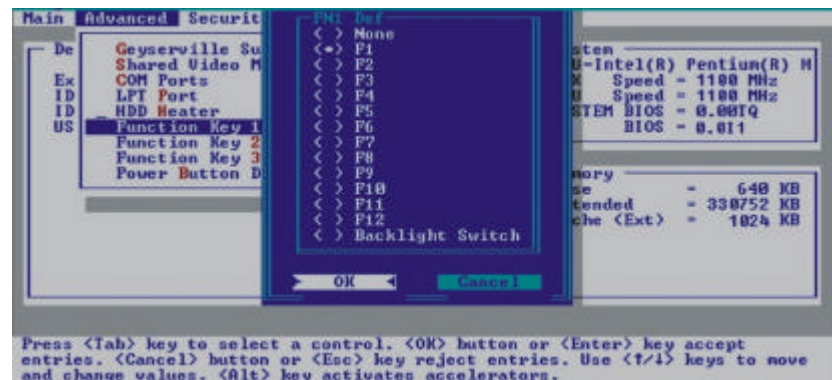 Main Advanced Securit
FN1 Def
De
Geyserville Su
Shared Video M
COM Ports
LPT Port
HDD Heater
Function Key 1
Function Key 2
Function Key 3
Power Button D
Ex
ID
ID
US
< > None
<•> F1
< > F2
< > F3
< > F4
< > F5
< > F6
< > F7
< > F8
< > F9
< > F10
< > F11
< > F12
< > Backlight Switch
OK Cancel
stem
U-Intel(R) Pentium(R) M
Speed = 1100 MHz
Speed = 1100 MHz
STEM BIOS = 0.00TQ
BIOS = 0.0I1
mory
se = 640 KB
tended = 330752 KB
che (Ext) = 1024 KB
Press <Tab> key to select a control. <OK> button or <Enter> key accept
entries. <Cancel> button or <Esc> key reject entries. Use <↑/↓> keys to move
and change values. <Alt> key activates accelerators.